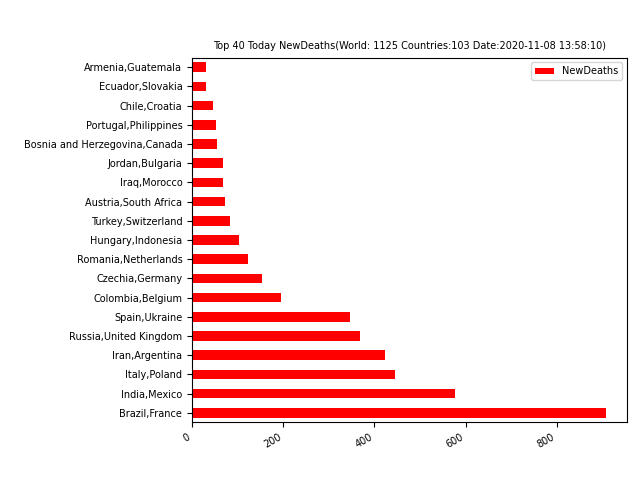 Top 40 Today NewDeaths(World: 1125 Countries:103 Date:2020-11-08 13:58:10)
NewDeaths
Armenia,Guatemala
Ecuador,Slovakia
Chile,Croatia
Portugal,Philippines
Bosnia and Herzegovina,Canada
Jordan,Bulgaria
Iraq,Morocco
Austria,South Africa
Turkey,Switzerland
Hungary,Indonesia
Romania,Netherlands
Czechia,Germany
Colombia,Belgium
Spain,Ukraine
Russia,United Kingdom
Iran,Argentina
Italy,Poland
India,Mexico
Brazil,France
0 200 400 600 800